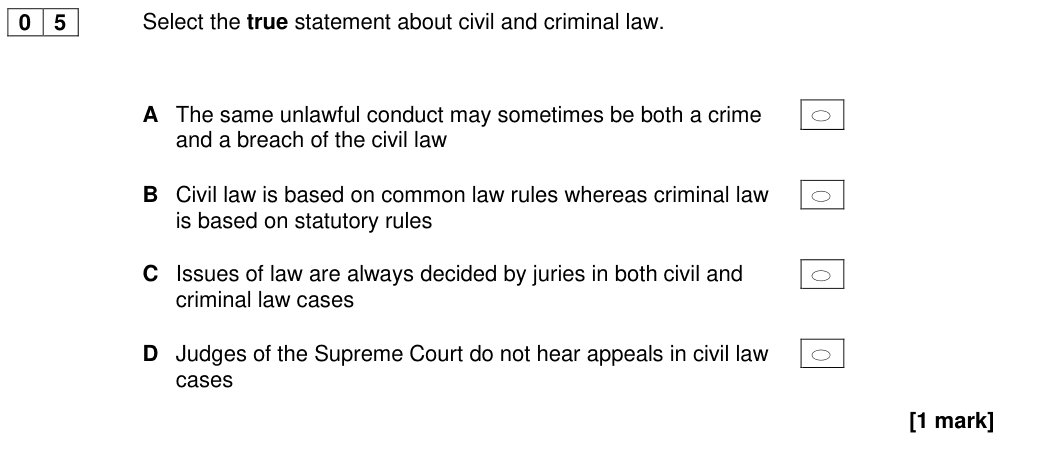 0 5 Select the true statement about civil and criminal law.
A The same unlawful conduct may sometimes be both a crime
and a breach of the civil law
B Civil law is based on common law rules whereas criminal law
is based on statutory rules
C Issues of law are always decided by juries in both civil and
criminal law cases
D Judges of the Supreme Court do not hear appeals in civil law
cases
[1 mark]